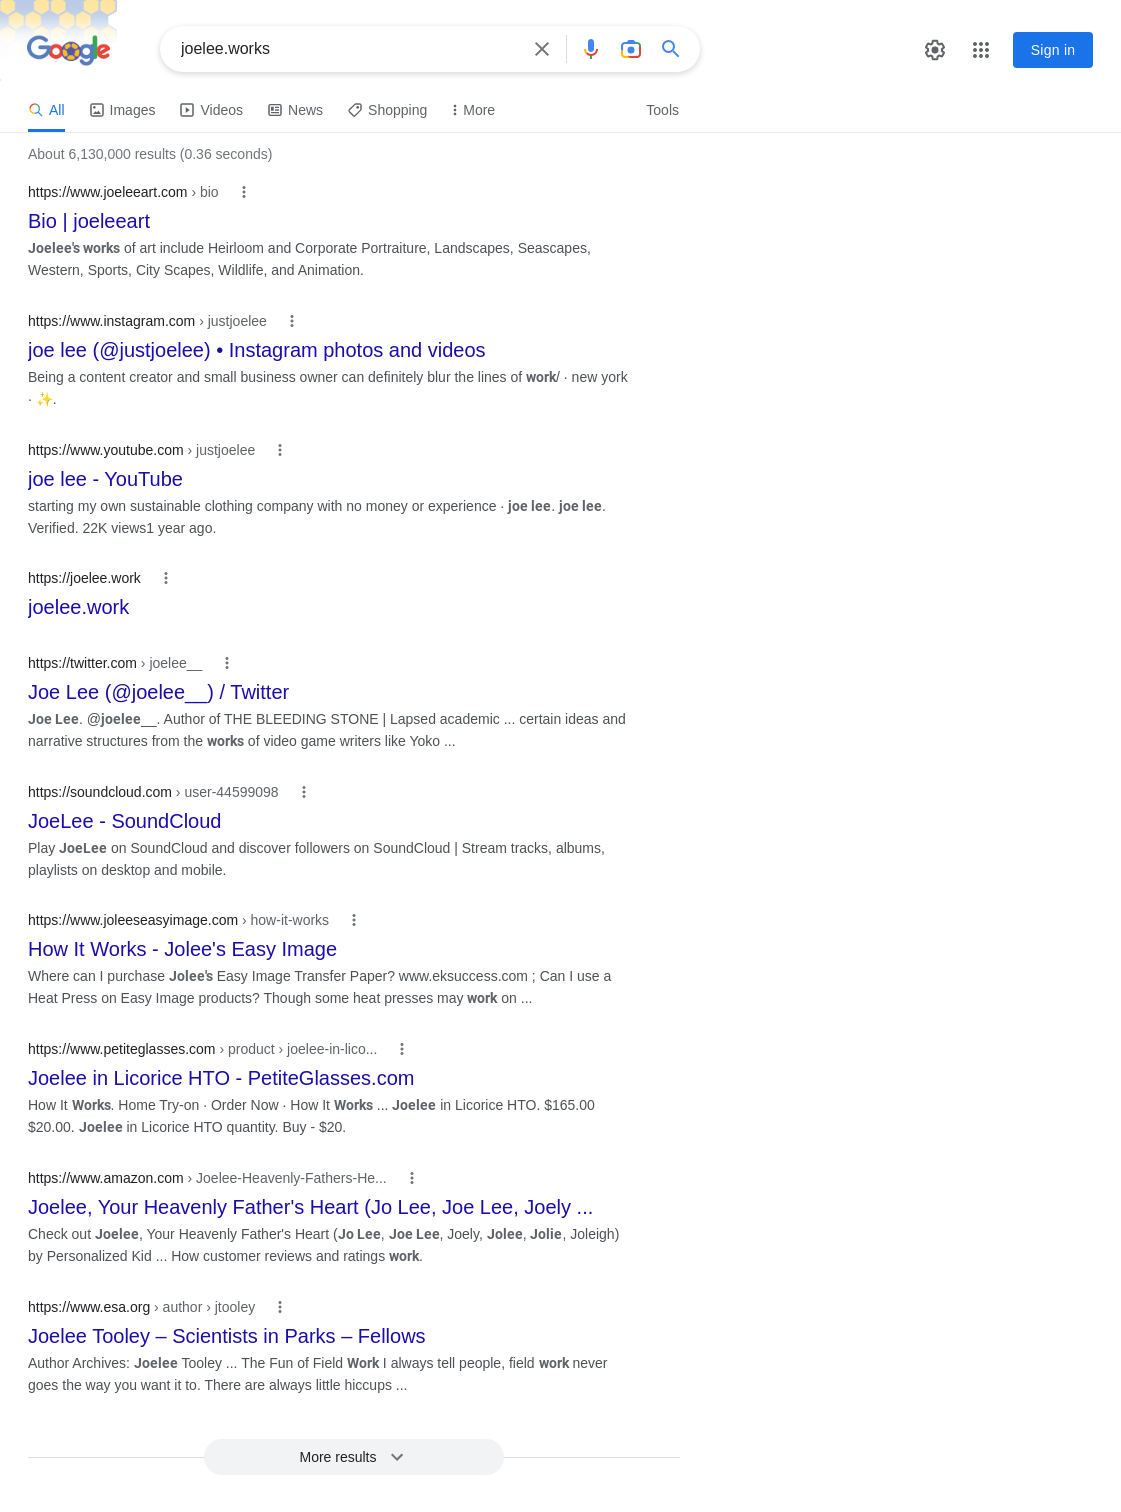 Google
joelee.works
Sign in
All
Images
Videos
News
Shopping
More
Tools
About 6,130,000 results (0.36 seconds)
https://www.joeleeart.com › bio
Bio | joeleeart
Joelee's works of art include Heirloom and Corporate Portraiture, Landscapes, Seascapes,
Western, Sports, City Scapes, Wildlife, and Animation.
https://www.instagram.com › justjoelee
joe lee (@justjoelee) • Instagram photos and videos
Being a content creator and small business owner can definitely blur the lines of work/ · new york
· ✨.
https://www.youtube.com › justjoelee
joe lee - YouTube
starting my own sustainable clothing company with no money or experience · joe lee. joe lee.
Verified. 22K views1 year ago.
https://joelee.work
joelee.work
https://twitter.com › joelee__
Joe Lee (@joelee__) / Twitter
Joe Lee. @joelee__. Author of THE BLEEDING STONE | Lapsed academic ... certain ideas and
narrative structures from the works of video game writers like Yoko ...
https://soundcloud.com › user-44599098
JoeLee - SoundCloud
Play JoeLee on SoundCloud and discover followers on SoundCloud | Stream tracks, albums,
playlists on desktop and mobile.
https://www.joleeseasyimage.com › how-it-works
How It Works - Jolee's Easy Image
Where can I purchase Jolee's Easy Image Transfer Paper? www.eksuccess.com ; Can I use a
Heat Press on Easy Image products? Though some heat presses may work on ...
https://www.petiteglasses.com › product › joelee-in-lico...
Joelee in Licorice HTO - PetiteGlasses.com
How It Works. Home Try-on · Order Now · How It Works ... Joelee in Licorice HTO. $165.00
$20.00. Joelee in Licorice HTO quantity. Buy - $20.
https://www.amazon.com › Joelee-Heavenly-Fathers-He...
Joelee, Your Heavenly Father's Heart (Jo Lee, Joe Lee, Joely ...
Check out Joelee, Your Heavenly Father's Heart (Jo Lee, Joe Lee, Joely, Jolee, Jolie, Joleigh)
by Personalized Kid ... How customer reviews and ratings work.
https://www.esa.org › author › jtooley
Joelee Tooley – Scientists in Parks – Fellows
Author Archives: Joelee Tooley ... The Fun of Field Work I always tell people, field work never
goes the way you want it to. There are always little hiccups ...
More results